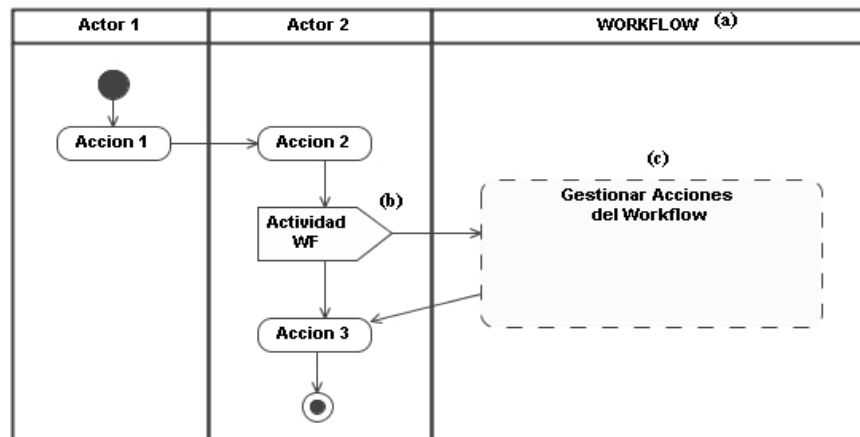 Actor 1
Actor 2
WORKFLOW (a)
Accion 1
Accion 2
(b)
Actividad
WF
(c)
Gestionar Acciones
del Workflow
Accion 3